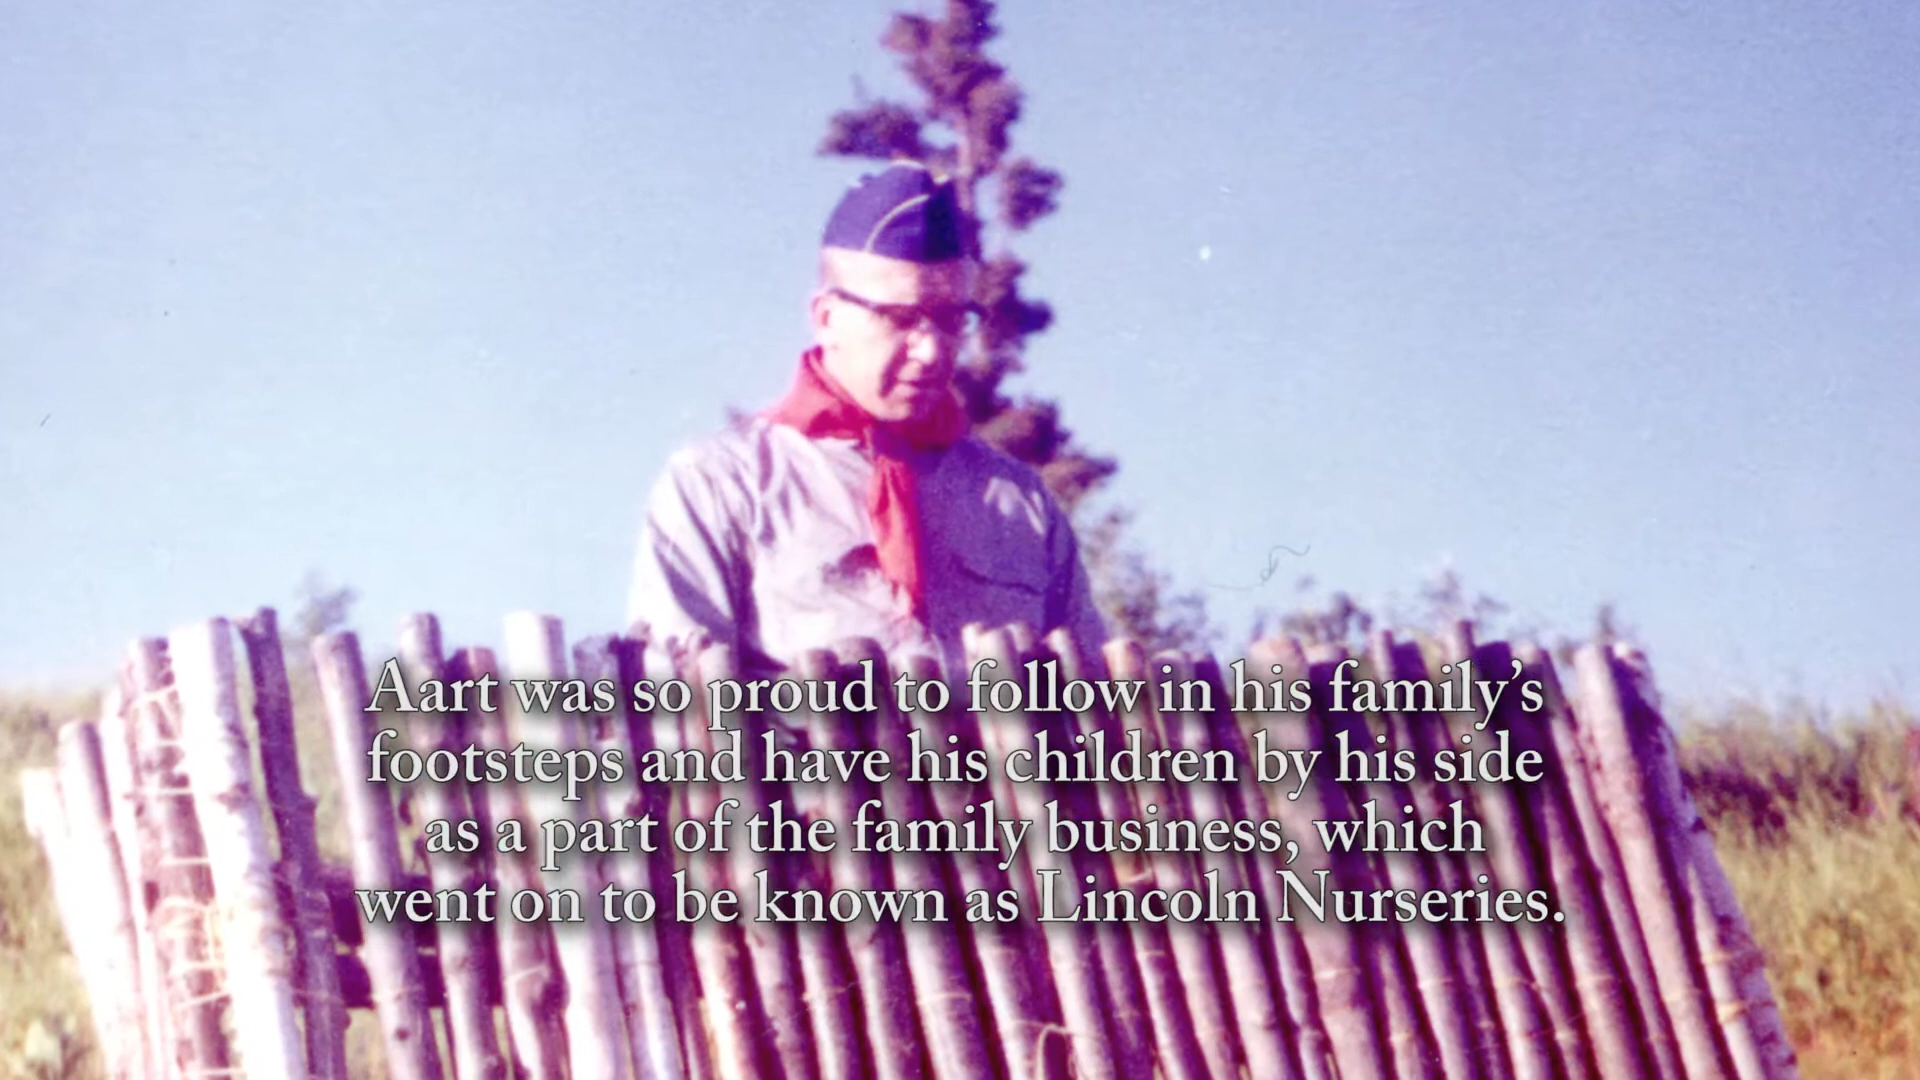 Aart was so proud to follow in his family’s
footsteps and have his children by his side
as a part of the family business, which
went on to be known as Lincoln Nurseries.